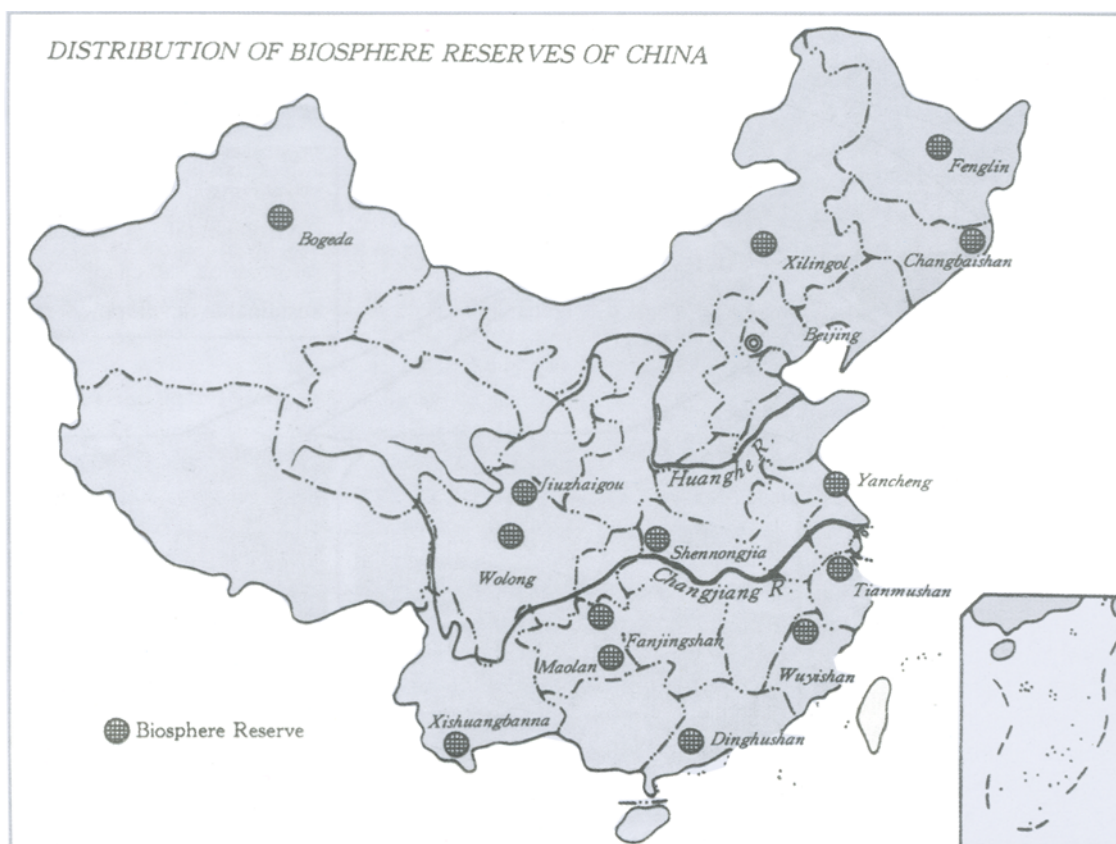 DISTRIBUTION OF BIOSPHERE RESERVES OF CHINA
Fenglin
Bogeda
Xilingol
Changbaishan
Beijing
Huanghe R.
Jiuzhaigou
Yancheng
Shennongjia
Wolong
Changjiang R.
Tianmushan
Fanjingshan
Maolan
Wuyishan
Xishuangbanna
Dinghushan
Biosphere Reserve